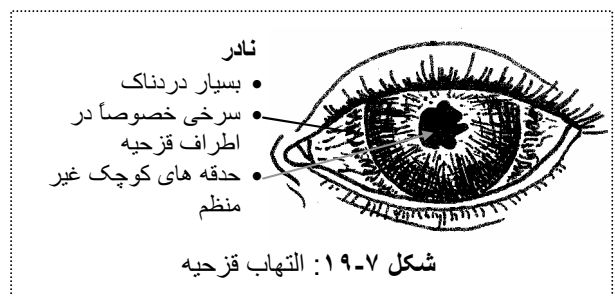 نادر
• بسیار دردناک
• سرخی خصوصاً در
اطراف قزحیه
• حدقه های کوچک غیر
منظم
شکل ۷-۱۹: التهاب قزحیه